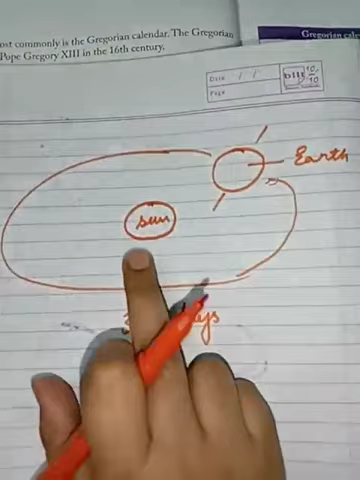 ost commonly is the Gregorian calendar. The Gregorian
Gregorian cale
Pope Gregory XIII in the 16th century.
Date / /
Page
Earth
sun